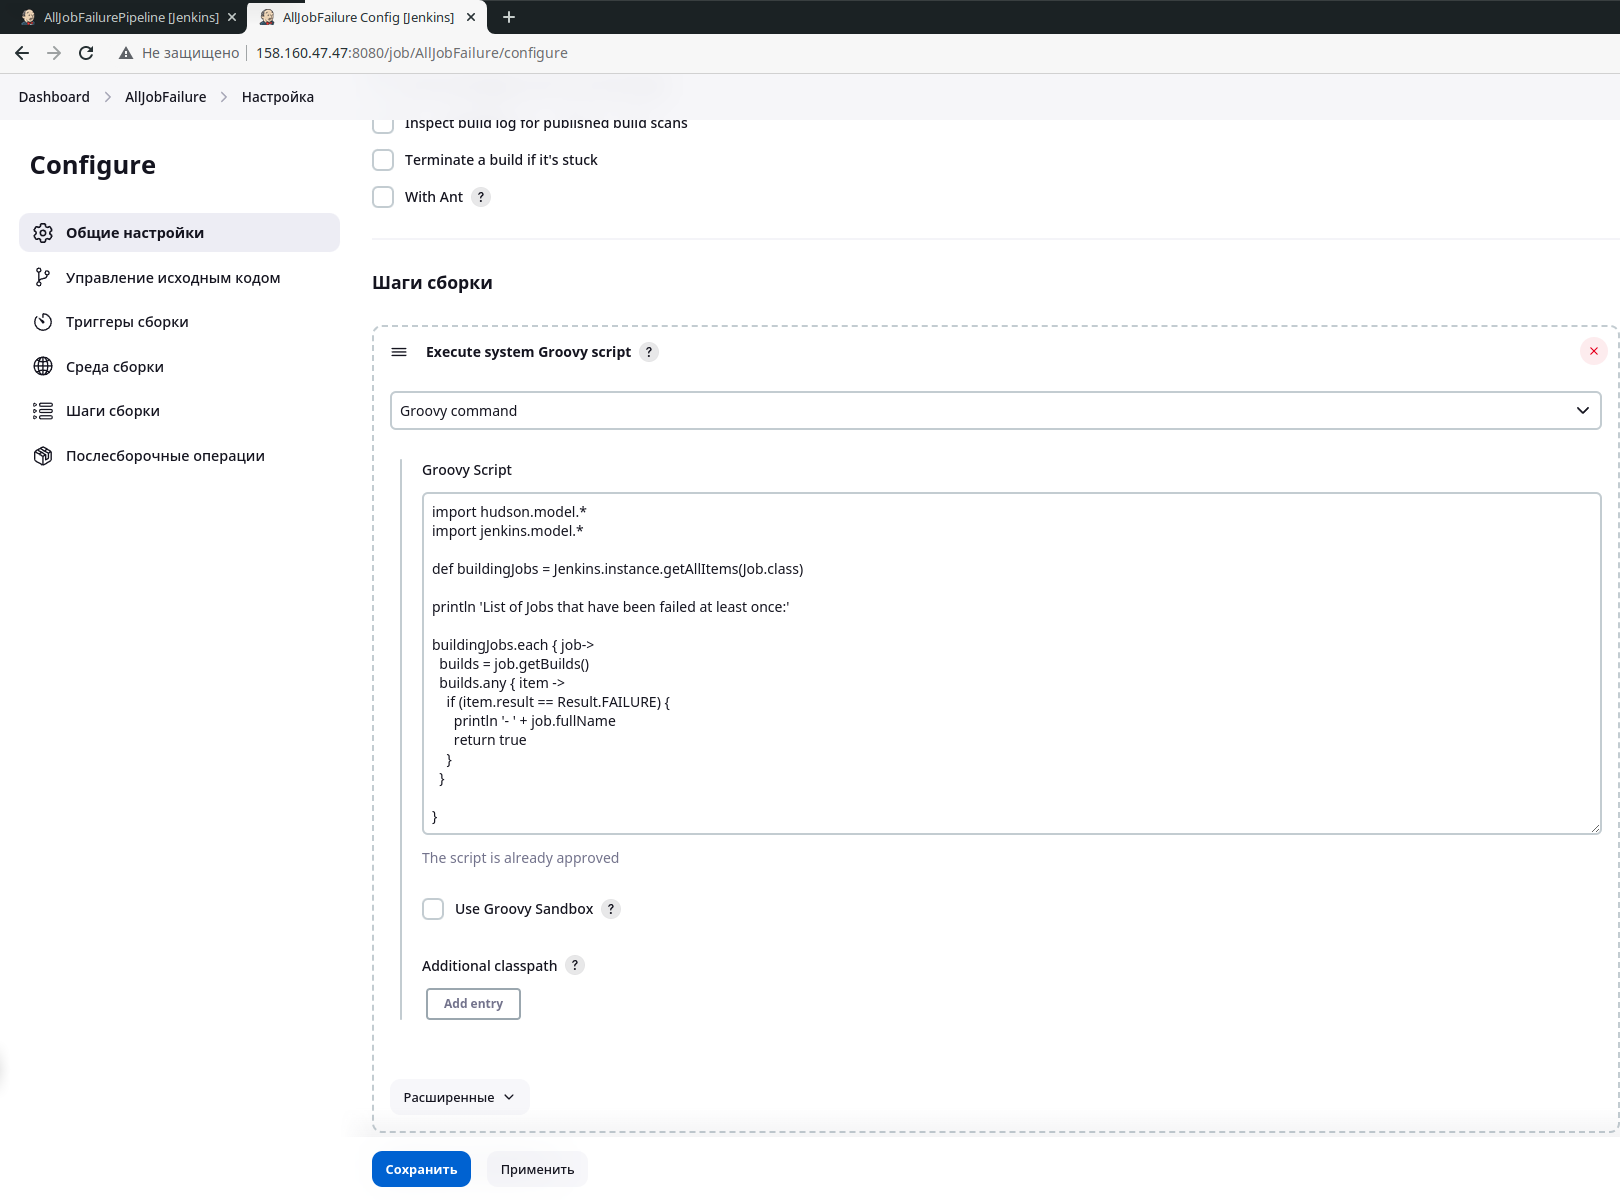 AllJobFailurePipeline [Jenkins]
AllJobFailure Config [Jenkins]
Не защищено
158.160.47.47:8080/job/AllJobFailure/configure
Dashboard
AllJobFailure
Настройка
Configure
Общие настройки
Управление исходным кодом
Триггеры сборки
Среда сборки
Шаги сборки
Послесборочные операции
Inspect build log for published build scans
Terminate a build if it's stuck
With Ant ?
Шаги сборки
Execute system Groovy script ?
Groovy command
Groovy Script
import hudson.model.*
import jenkins.model.*
def buildingJobs = Jenkins.instance.getAllItems(Job.class)
println 'List of Jobs that have been failed at least once:'
buildingJobs.each { job->
builds = job.getBuilds()
builds.any { item ->
if (item.result == Result.FAILURE) {
println '- ' + job.fullName
return true
}
}
}
The script is already approved
Use Groovy Sandbox ?
Additional classpath ?
Add entry
Расширенные
Сохранить
Применить